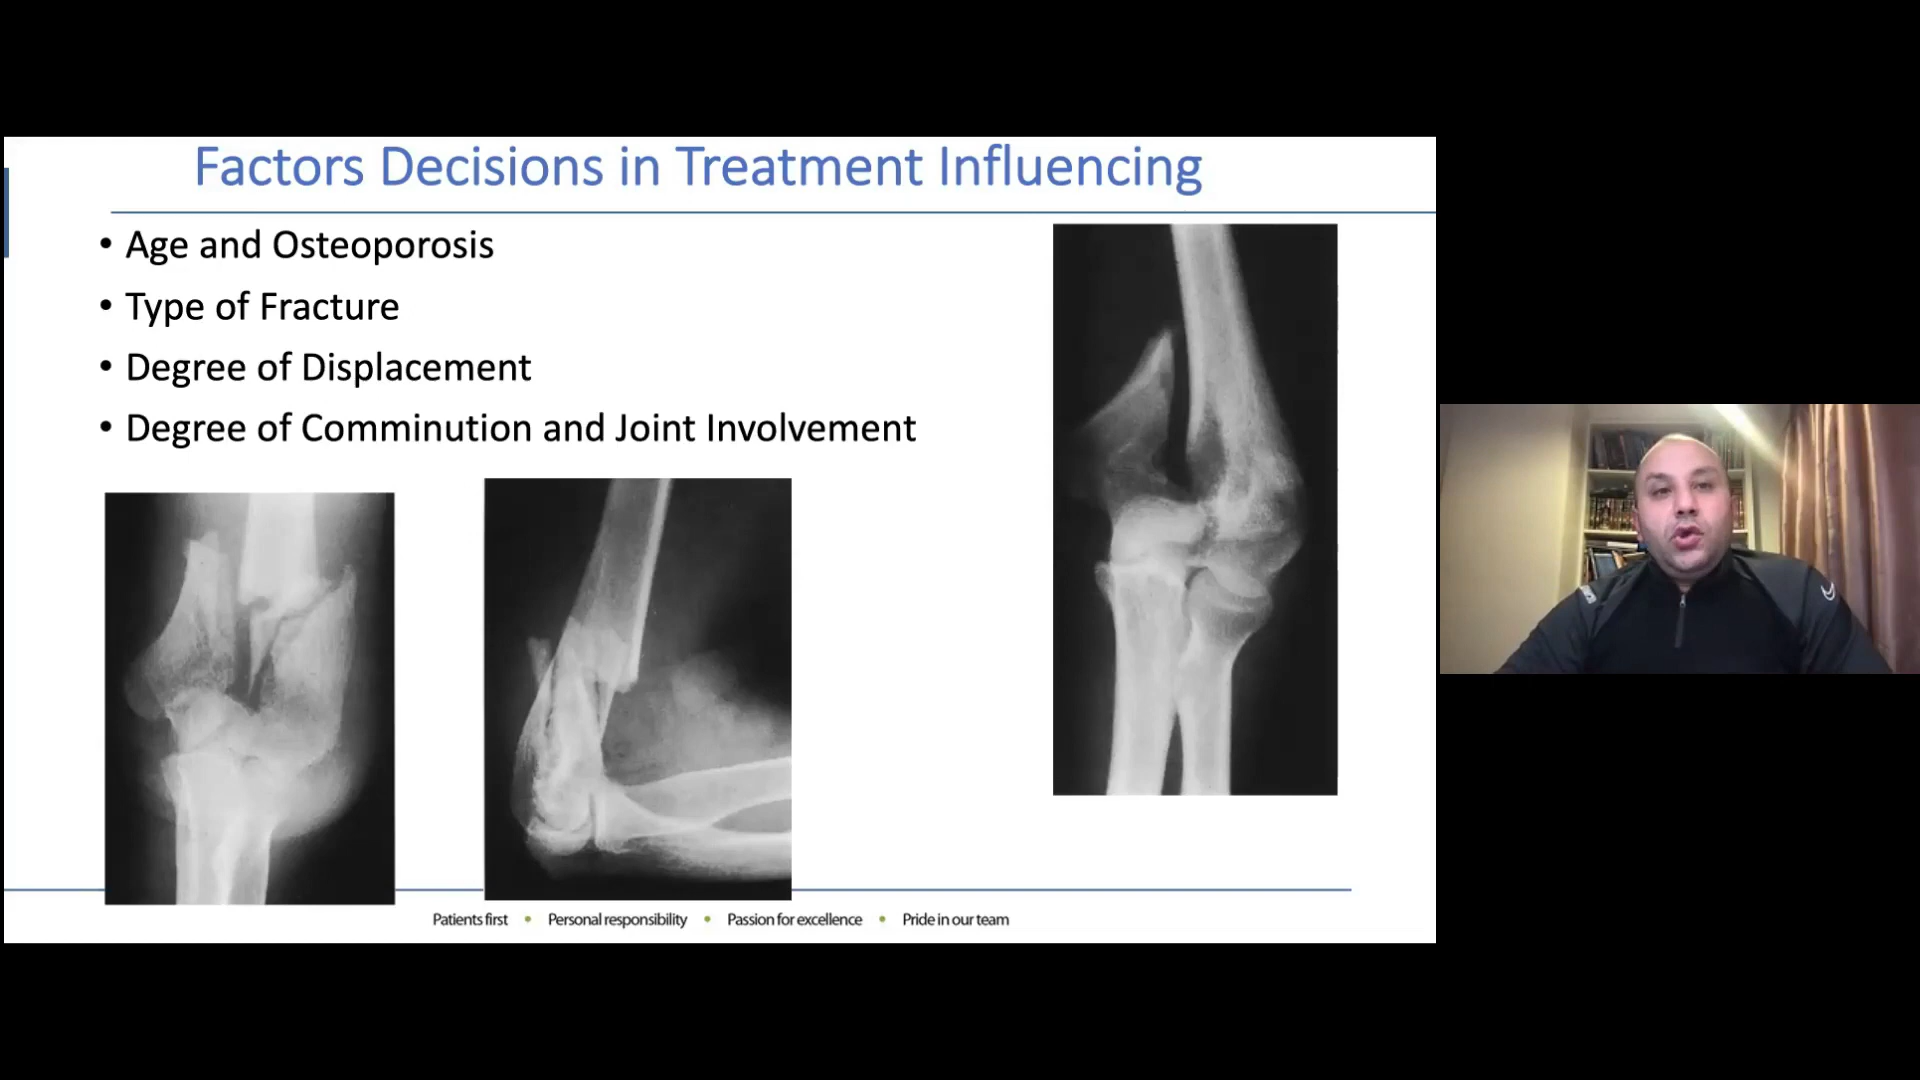 Factors Decisions in Treatment Influencing
• Age and Osteoporosis
• Type of Fracture
• Degree of Displacement
• Degree of Comminution and Joint Involvement
Patients first • Personal responsibility • Passion for excellence • Pride in our team